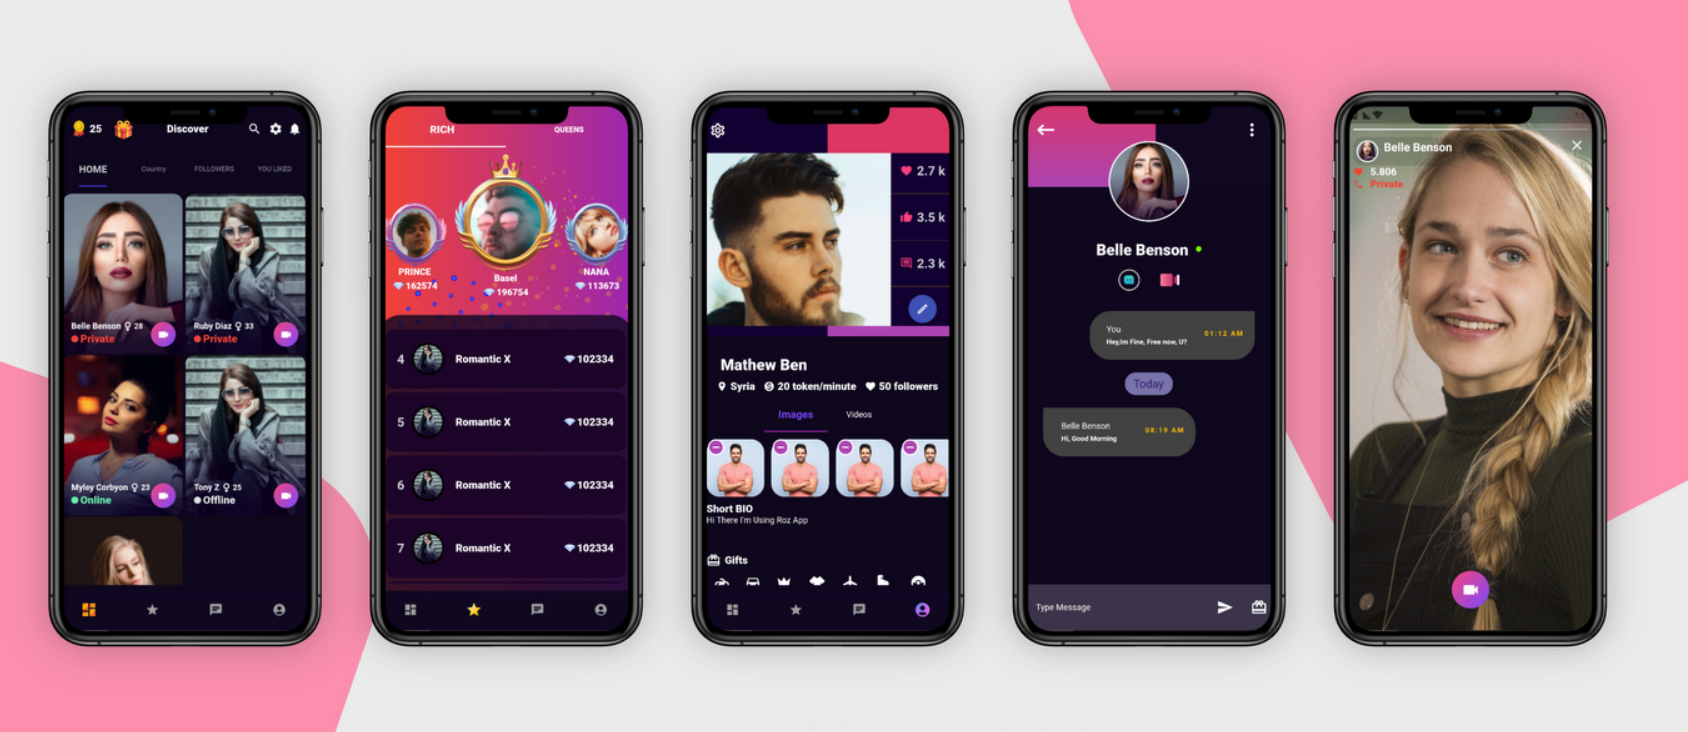 25 Discover
HOME Country FOLLOWERS YOU LIKED
Belle Benson 28
Private
Ruby Diaz 33
Private
Myley Corbyon 23
Online
Tony Z 25
Offline
RICH QUEENS
PRINCE
162574
Basel
196754
NANA
113673
4 Romantic X 102334
5 Romantic X 102334
6 Romantic X 102334
7 Romantic X 102334
2.7 k
3.5 k
2.3 k
Mathew Ben
Syria 20 token/minute 50 followers
Images Videos
Short BIO
Hi There I'm Using Roz App
Gifts
Belle Benson
You 01:12 AM
Hey,Im Fine, Free now, U?
Today
Belle Benson 08:19 AM
Hi, Good Morning
Type Message
Belle Benson
5.806
Private